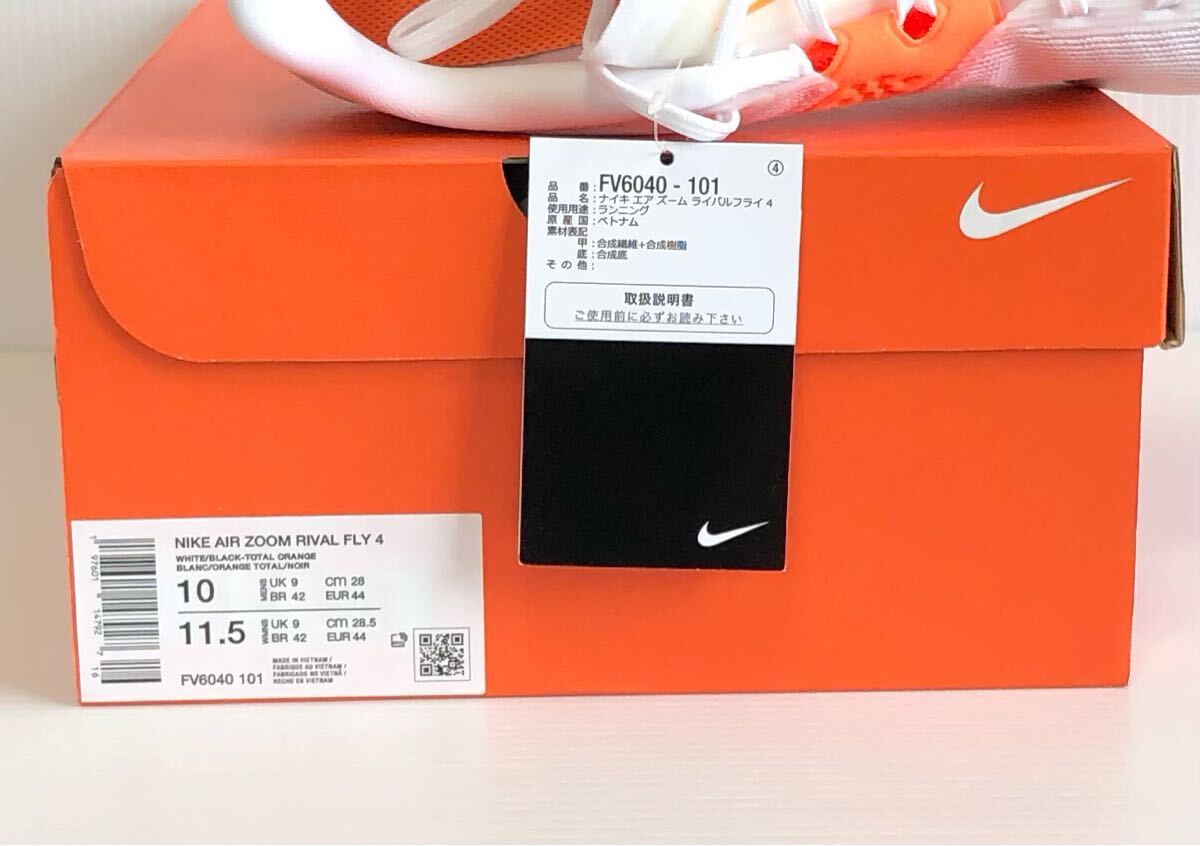 ④
品 番 : FV6040 - 101
品 名 : ナイキ エア ズーム ライバルフライ 4
使用用途 : ランニング
原 産 国 : ベトナム
素材表記
甲 : 合成繊維+合成樹脂
底 : 合成底
そ の 他 :
取扱説明書
ご使用前に必ずお読み下さい
NIKE AIR ZOOM RIVAL FLY 4
WHITE/BLACK-TOTAL ORANGE
BLANC/ORANGE TOTAL/NOIR
10 MENS UK 9 CM 28
BR 42 EUR 44
11.5 WMNS UK 9 CM 28.5
BR 42 EUR 44
FV6040 101
MADE IN VIETNAM /
FABRIQUE AU VIETNAM /
FABRICADO NO VIETNÃ /
HECHO EN VIETNAM
1 97601 14792 7 16